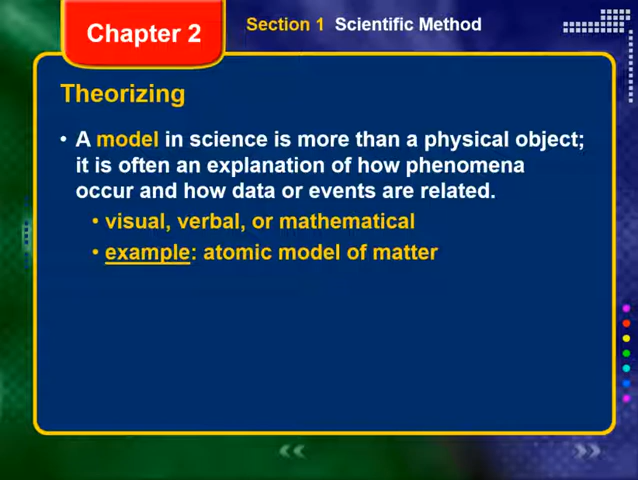 Chapter 2
Section 1 Scientific Method
Theorizing
• A model in science is more than a physical object;
it is often an explanation of how phenomena
occur and how data or events are related.
• visual, verbal, or mathematical
• example: atomic model of matter